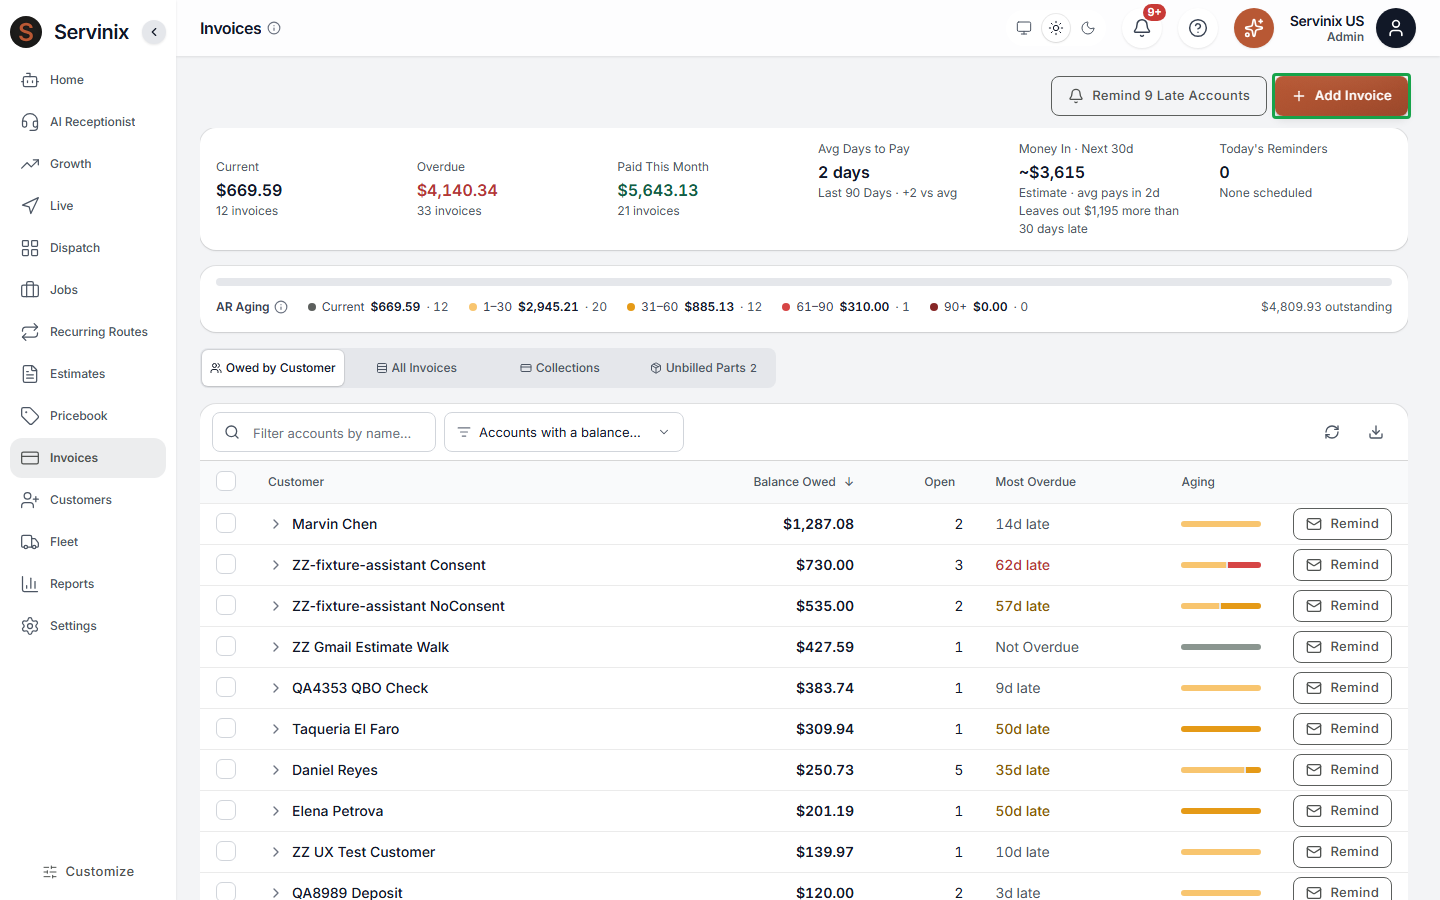 Servinix
Home
AI Receptionist
Growth
Live
Dispatch
Jobs
Recurring Routes
Estimates
Pricebook
Invoices
Customers
Fleet
Reports
Settings
Customize
Invoices
9+
Servinix US
Admin
Remind 9 Late Accounts
Add Invoice
Current
$669.59
12 invoices
Overdue
$4,140.34
33 invoices
Paid This Month
$5,643.13
21 invoices
Avg Days to Pay
2 days
Last 90 Days · +2 vs avg
Money In · Next 30d
~$3,615
Estimate · avg pays in 2d
Leaves out $1,195 more than
30 days late
Today's Reminders
0
None scheduled
AR Aging Current $669.59 · 12 1–30 $2,945.21 · 20 31–60 $885.13 · 12 61–90 $310.00 · 1 90+ $0.00 · 0 $4,809.93 outstanding
Owed by Customer All Invoices Collections Unbilled Parts 2
Filter accounts by name... Accounts with a balance...
Customer Balance Owed Open Most Overdue Aging
Marvin Chen $1,287.08 2 14d late Remind
ZZ-fixture-assistant Consent $730.00 3 62d late Remind
ZZ-fixture-assistant NoConsent $535.00 2 57d late Remind
ZZ Gmail Estimate Walk $427.59 1 Not Overdue Remind
QA4353 QBO Check $383.74 1 9d late Remind
Taqueria El Faro $309.94 1 50d late Remind
Daniel Reyes $250.73 5 35d late Remind
Elena Petrova $201.19 1 50d late Remind
ZZ UX Test Customer $139.97 1 10d late Remind
QA8989 Deposit $120.00 2 3d late Remind